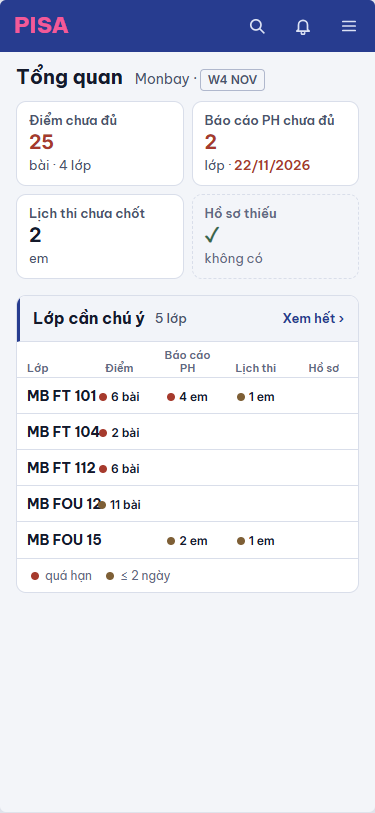 PISA
Tổng quan Monbay · W4 NOV
Điểm chưa đủ
25
bài · 4 lớp
Báo cáo PH chưa đủ
2
lớp · 22/11/2026
Lịch thi chưa chốt
2
em
Hồ sơ thiếu
✓
không có
Lớp cần chú ý 5 lớp Xem hết ›
Lớp Điểm Báo cáo PH Lịch thi Hồ sơ
MB FT 101 6 bài 4 em 1 em
MB FT 104 2 bài
MB FT 112 6 bài
MB FOU 12 11 bài
MB FOU 15 2 em 1 em
quá hạn ≤ 2 ngày